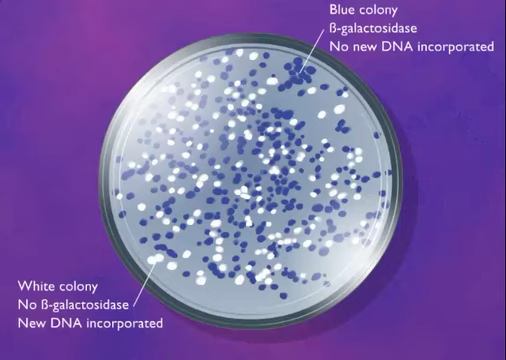 Blue colony
ß-galactosidase
No new DNA incorporated
White colony
No ß-galactosidase
New DNA incorporated